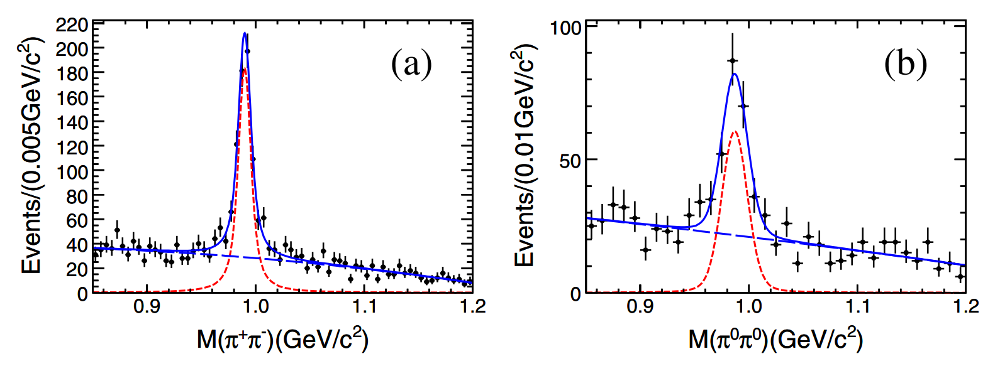 (a)
Events/(0.005GeV/c²)
220
200
180
160
140
120
100
80
60
40
20
0
0.9 1.0 1.1 1.2
M(π⁺π⁻)(GeV/c²)
(b)
Events/(0.01GeV/c²)
100
50
0
0.9 1.0 1.1 1.2
M(π⁰π⁰)(GeV/c²)